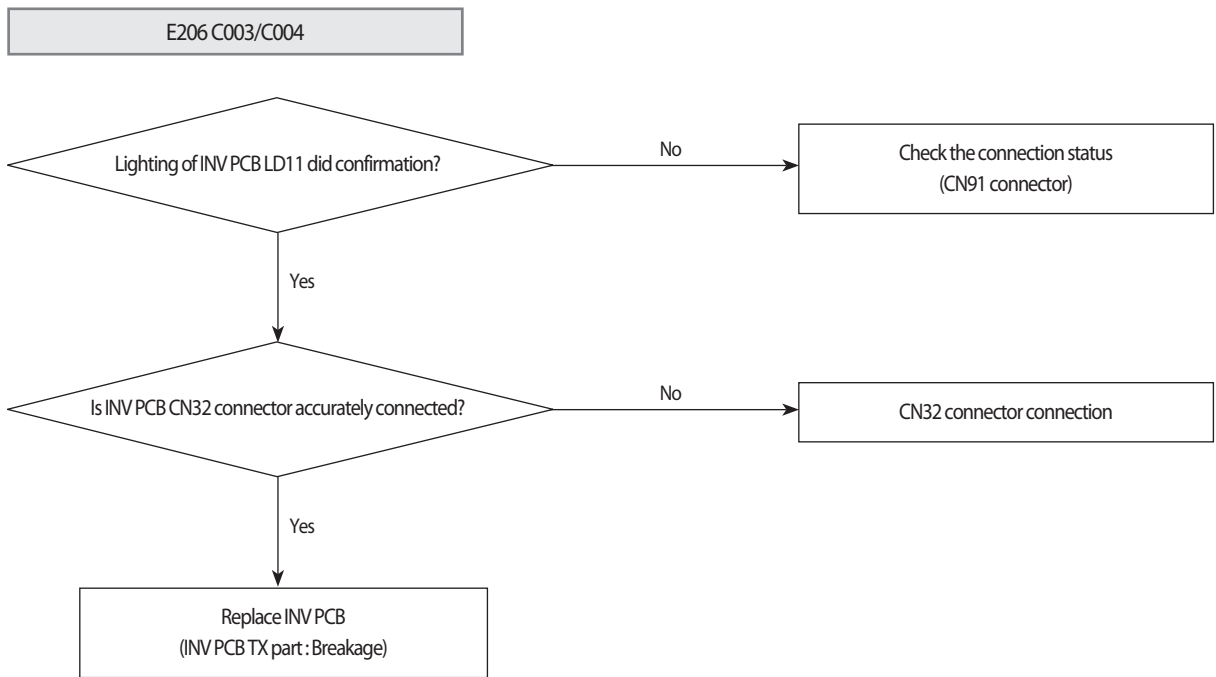 E206 C003/C004
Lighting of INV PCB LD11 did confirmation?
No
Check the connection status
(CN91 connector)
Yes
Is INV PCB CN32 connector accurately connected?
No
CN32 connector connection
Yes
Replace INV PCB
(INV PCB TX part : Breakage)